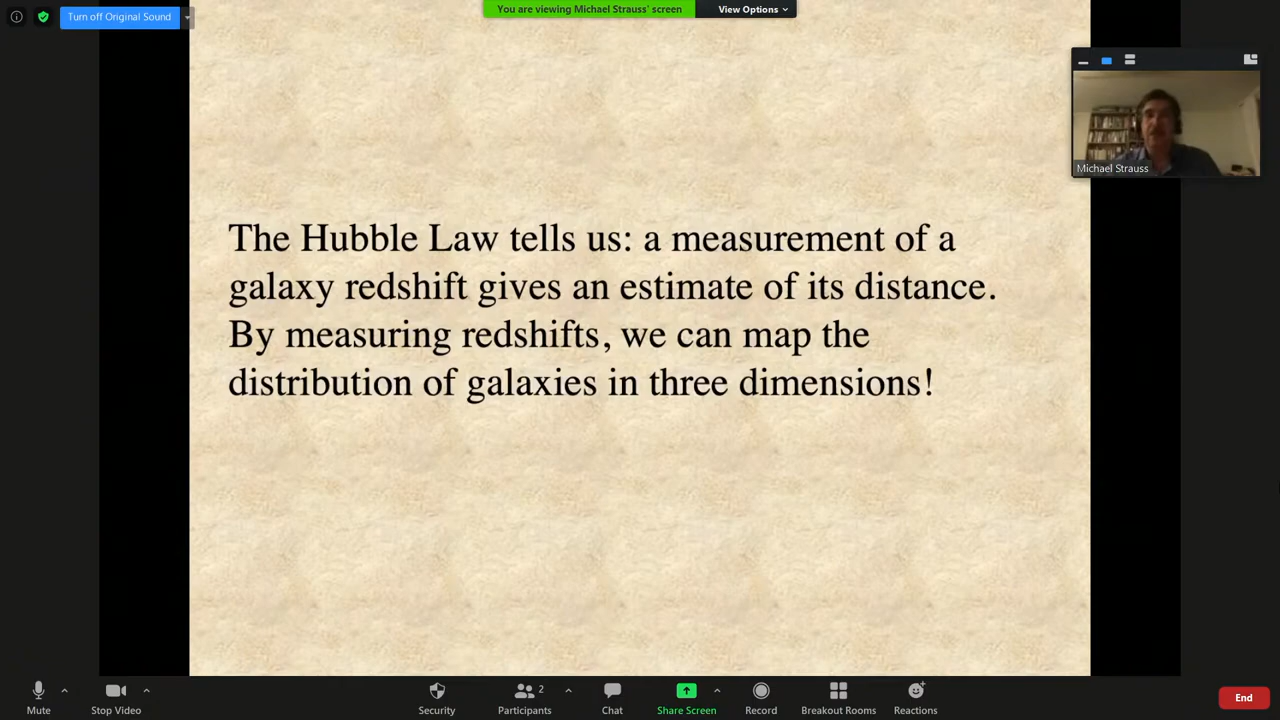 Turn off Original Sound
You are viewing Michael Strauss' screen
View Options
Michael Strauss
The Hubble Law tells us: a measurement of a
galaxy redshift gives an estimate of its distance.
By measuring redshifts, we can map the
distribution of galaxies in three dimensions!
Mute
Stop Video
Security
Participants
2
Chat
Share Screen
Record
Breakout Rooms
Reactions
End